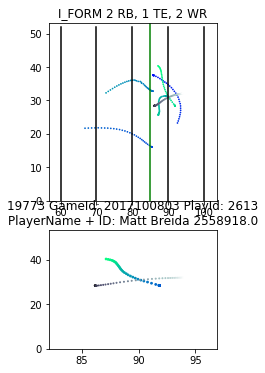 I_FORM 2 RB, 1 TE, 2 WR
50
40
30
20
10
0
60 70 80 90 100
19773 GameId: 2017100803 PlayId: 2613
PlayerName + ID: Matt Breida 2558918.0
40
20
0
85 90 95